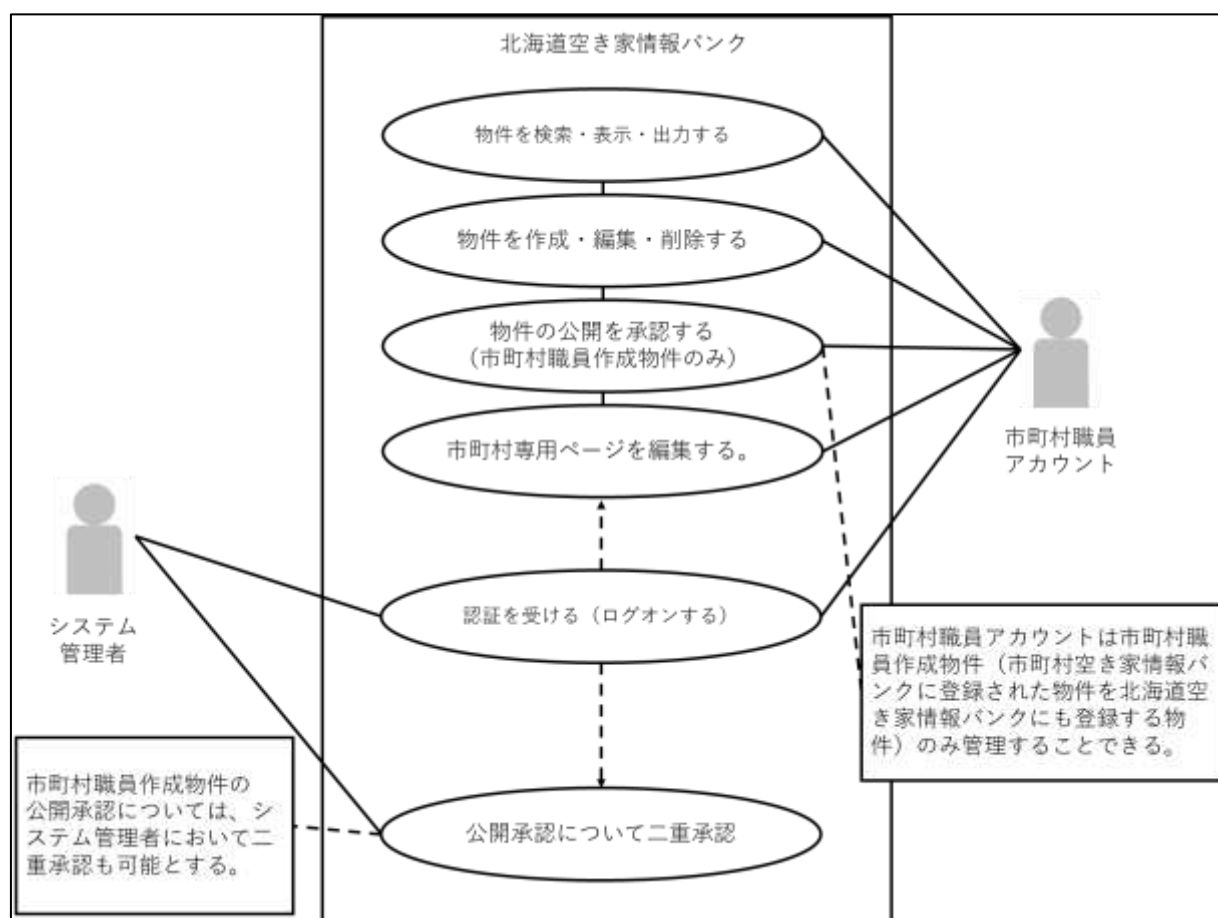 北海道空き家情報バンク
物件を検索・表示・出力する
物件を作成・編集・削除する
物件の公開を承認する
（市町村職員作成物件のみ）
市町村専用ページを編集する。
市町村職員
アカウント
認証を受ける（ログオンする）
システム
管理者
市町村職員アカウントは市町村職
員作成物件（市町村空き家情報バ
ンクに登録された物件を北海道空
き家情報バンクにも登録する物
件）のみ管理することできる。
市町村職員作成物件の
公開承認については、シ
ステム管理者において二
重承認も可能とする。
公開承認について二重承認